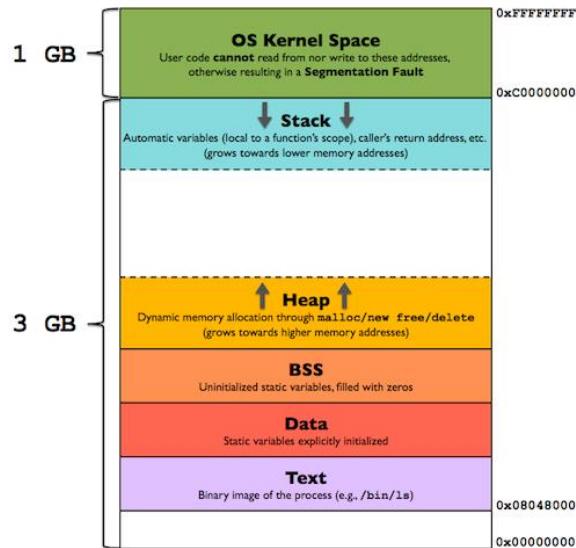 0xFFFFFFFF
1 GB
OS Kernel Space
User code cannot read from nor write to these addresses,
otherwise resulting in a Segmentation Fault
0xC0000000
Stack
Automatic variables (local to a function's scope), caller's return address, etc.
(grows towards lower memory addresses)
3 GB
Heap
Dynamic memory allocation through malloc/new free/delete
(grows towards higher memory addresses)
BSS
Uninitialized static variables, filled with zeros
Data
Static variables explicitly initialized
Text
Binary image of the process (e.g., /bin/ls)
0x08048000
0x00000000